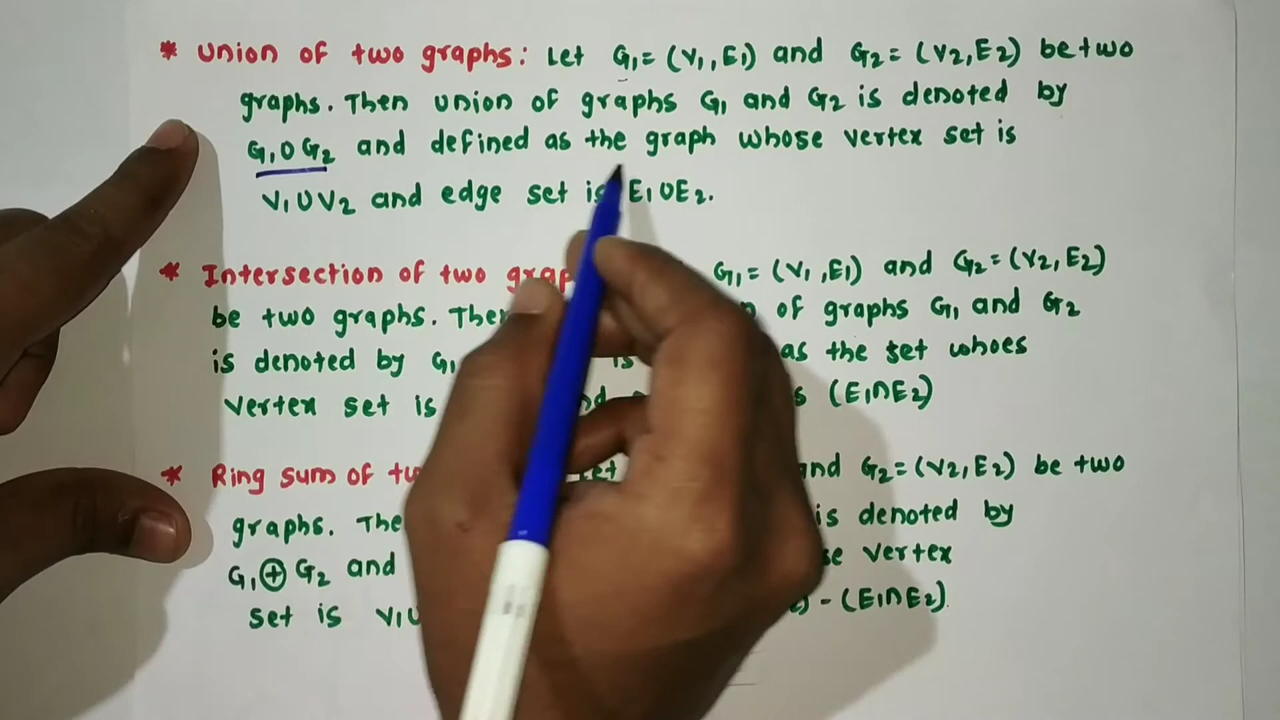 * Union of two graphs: Let G₁= (V₁,E₁) and G₂= (V₂,E₂) be two
graphs. Then union of graphs G₁ and G₂ is denoted by
G₁∪G₂ and defined as the graph whose vertex set is
V₁∪V₂ and edge set is E₁∪E₂.
* Intersection of two G₁= (V₁,E₁) and G₂=(V₂,E₂)
be two graphs. of graphs G₁ and G₂
is denoted by G₁ is as the set whoes
vertex set is (E₁∩E₂)
* Ring sum of and G₂=(V₂,E₂) be two
graphs. is denoted by
G₁⊕G₂ and vertex
set is V₁∪ - (E₁∩E₂).